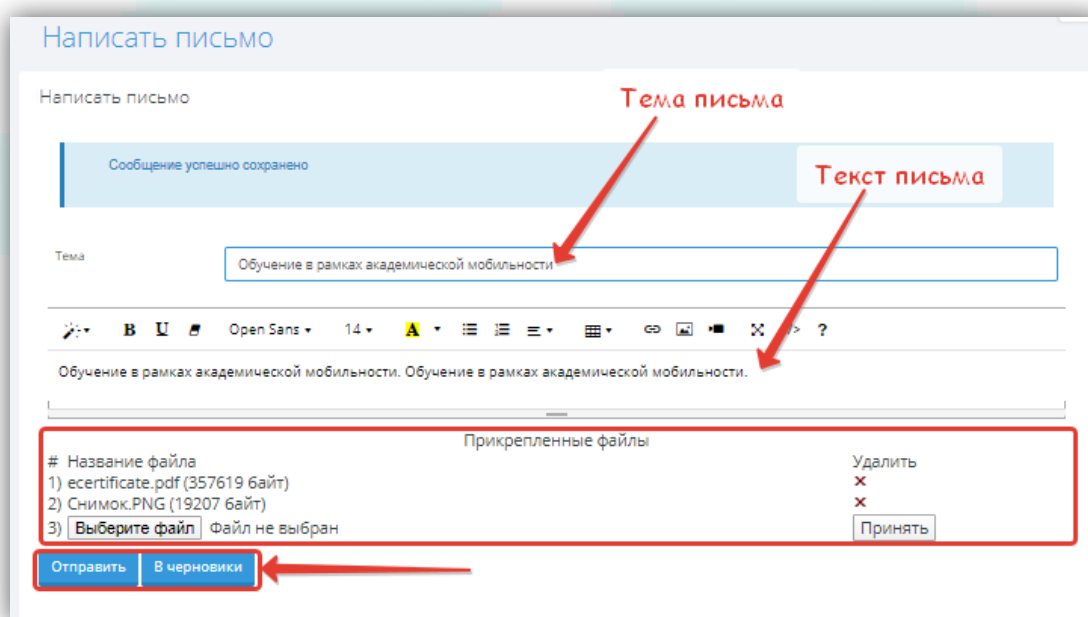 Написать письмо
Написать письмо
Тема письма
Сообщение успешно сохранено
Текст письма
Тема
Обучение в рамках академической мобильности
B U Open Sans 14 A ?
Обучение в рамках академической мобильности. Обучение в рамках академической мобильности.
Прикрепленные файлы
# Название файла Удалить
1) ecertificate.pdf (357619 байт) ×
2) Снимок.PNG (19207 байт) ×
3) Выберите файл Файл не выбран Принять
Отправить В черновики